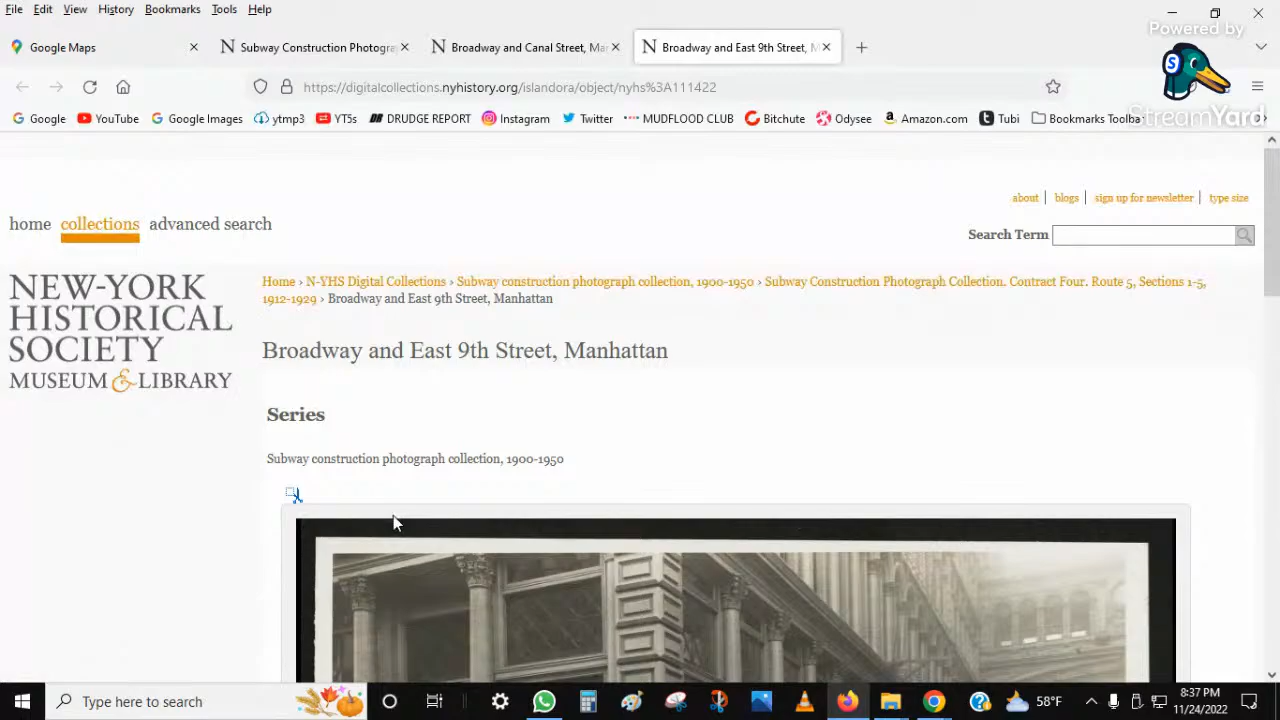 File Edit View History Bookmarks Tools Help
Powered by
Google Maps
Subway Construction Photogra
Broadway and Canal Street, Ma
Broadway and East 9th Street, M
https://digitalcollections.nyhistory.org/islandora/object/nyhs%3A111422
StreamYard
Google YouTube Google Images ytmp3 YT5s DRUDGE REPORT Instagram Twitter MUDFLOOD CLUB Bitchute Odysee Amazon.com Tubi Bookmarks Toolba
about blogs sign up for newsletter type size
home collections advanced search
Search Term
NEW-YORK
HISTORICAL
SOCIETY
MUSEUM & LIBRARY
Home › N-YHS Digital Collections › Subway construction photograph collection, 1900-1950 › Subway Construction Photograph Collection. Contract Four. Route 5, Sections 1-5,
1912-1929 › Broadway and East 9th Street, Manhattan
Broadway and East 9th Street, Manhattan
Series
Subway construction photograph collection, 1900-1950
Type here to search
58°F
8:37 PM
11/24/2022